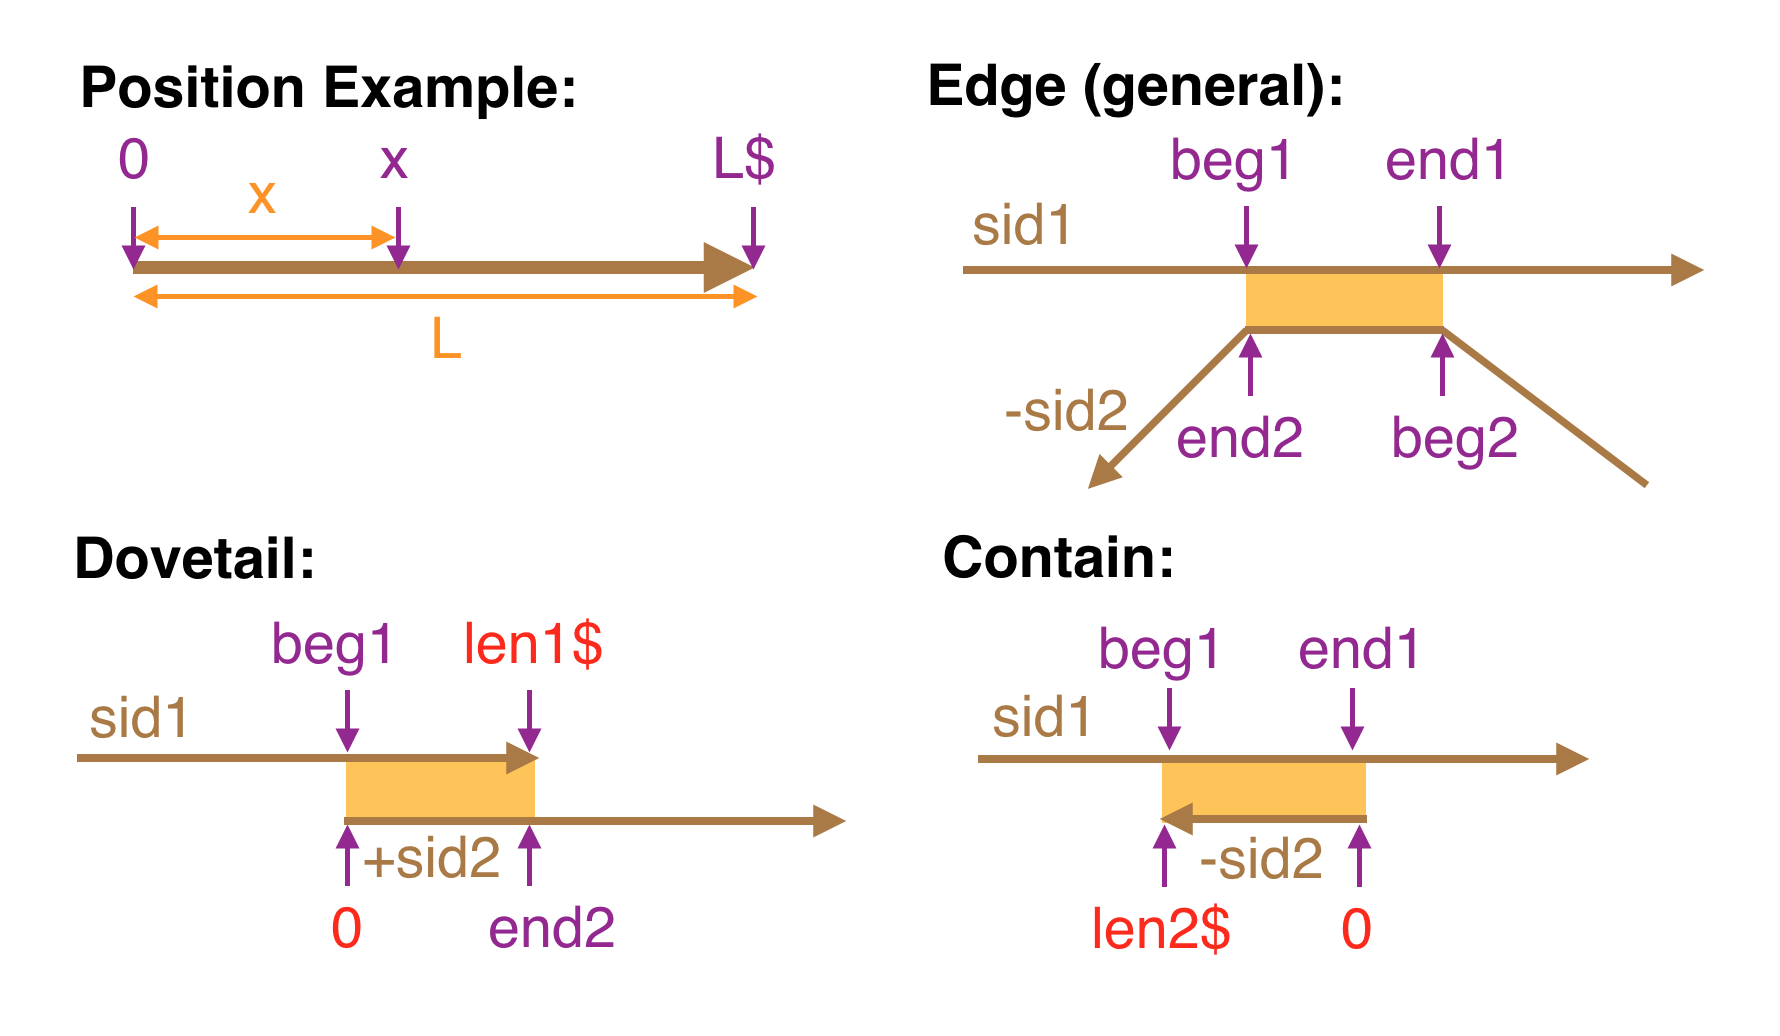 Position Example:
0 x L$
x
L
Edge (general):
beg1 end1
sid1
-sid2
end2 beg2
Dovetail:
beg1 len1$
sid1
+sid2
0 end2
Contain:
beg1 end1
sid1
-sid2
len2$ 0